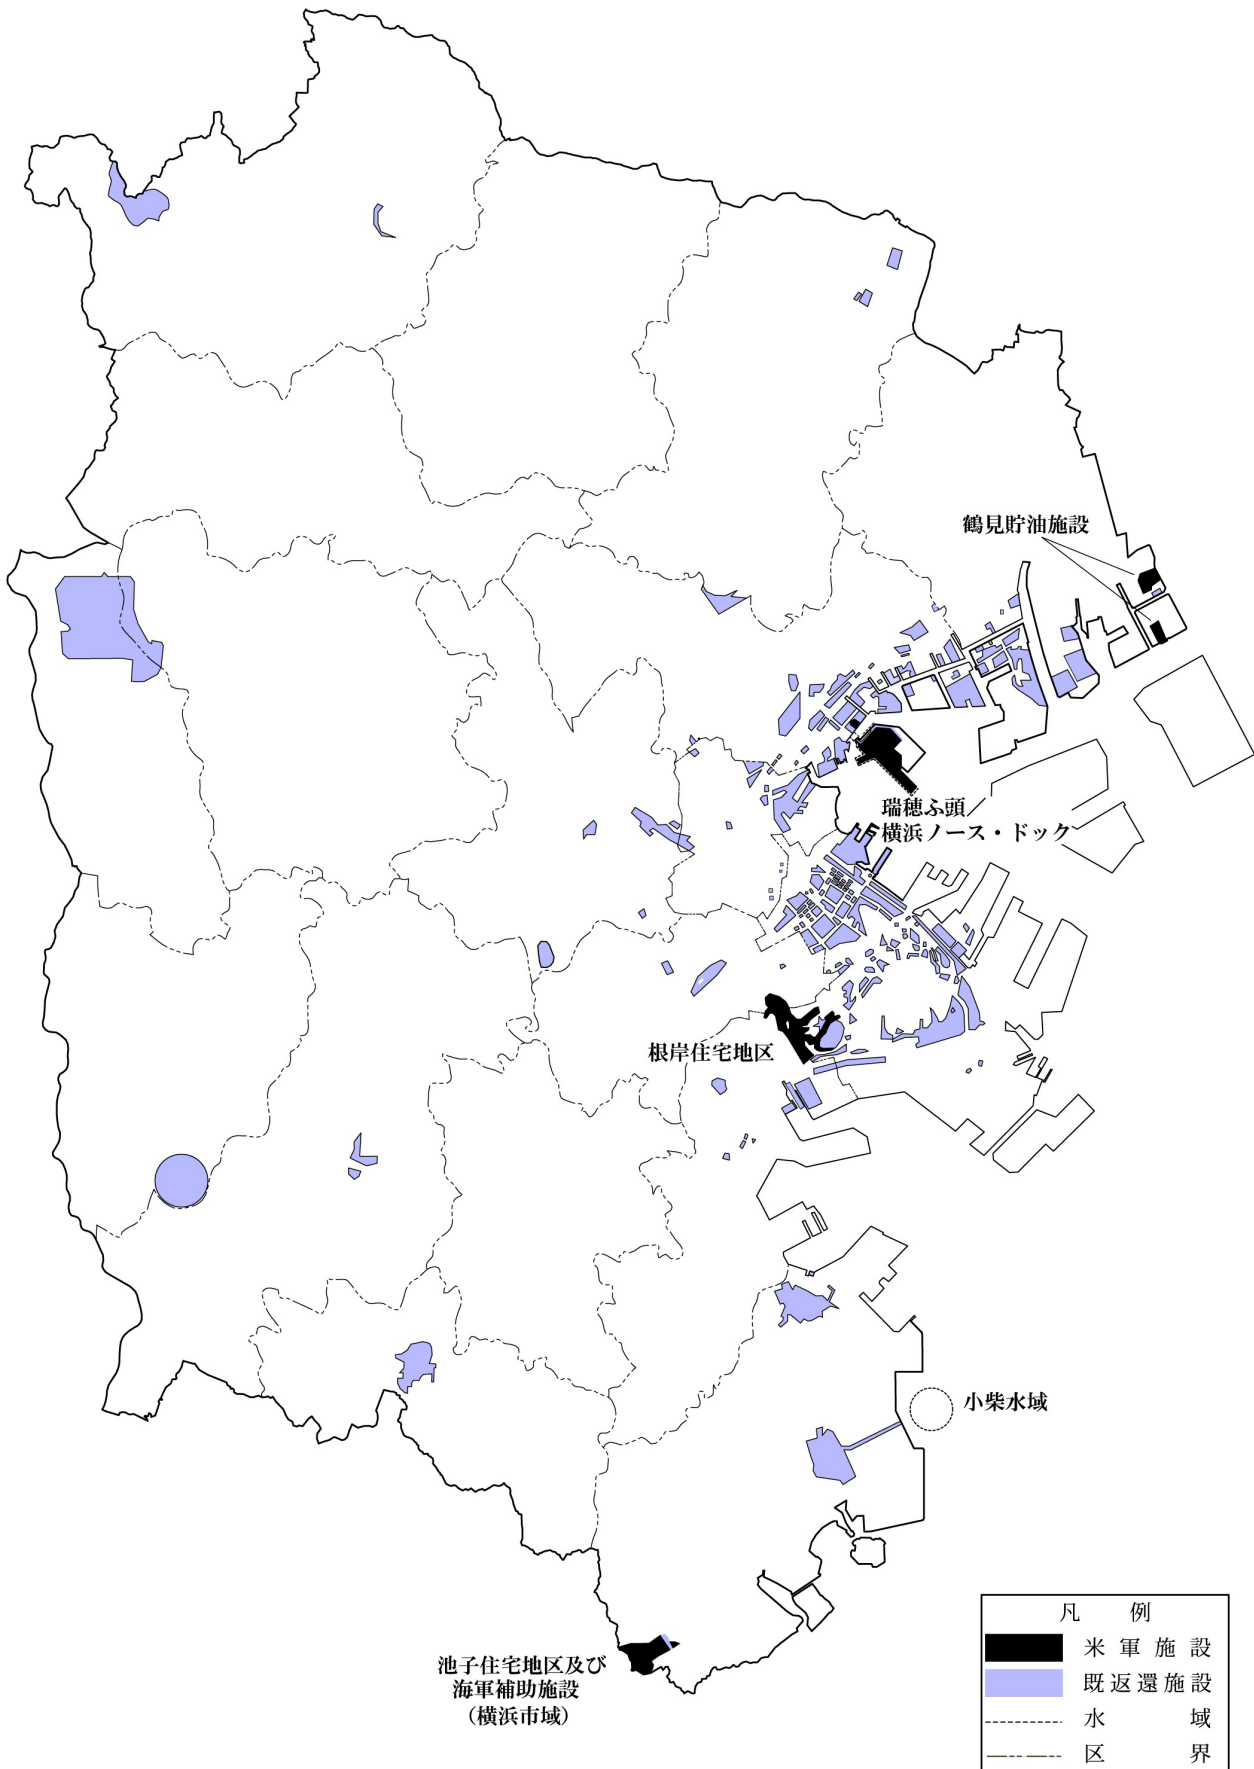 鶴見貯油施設
瑞穂ふ頭
横浜ノース・ドック
根岸住宅地区
小柴水域
池子住宅地区及び
海軍補助施設
（横浜市域）
凡 例
米軍施設
既返還施設
水 域
区 界